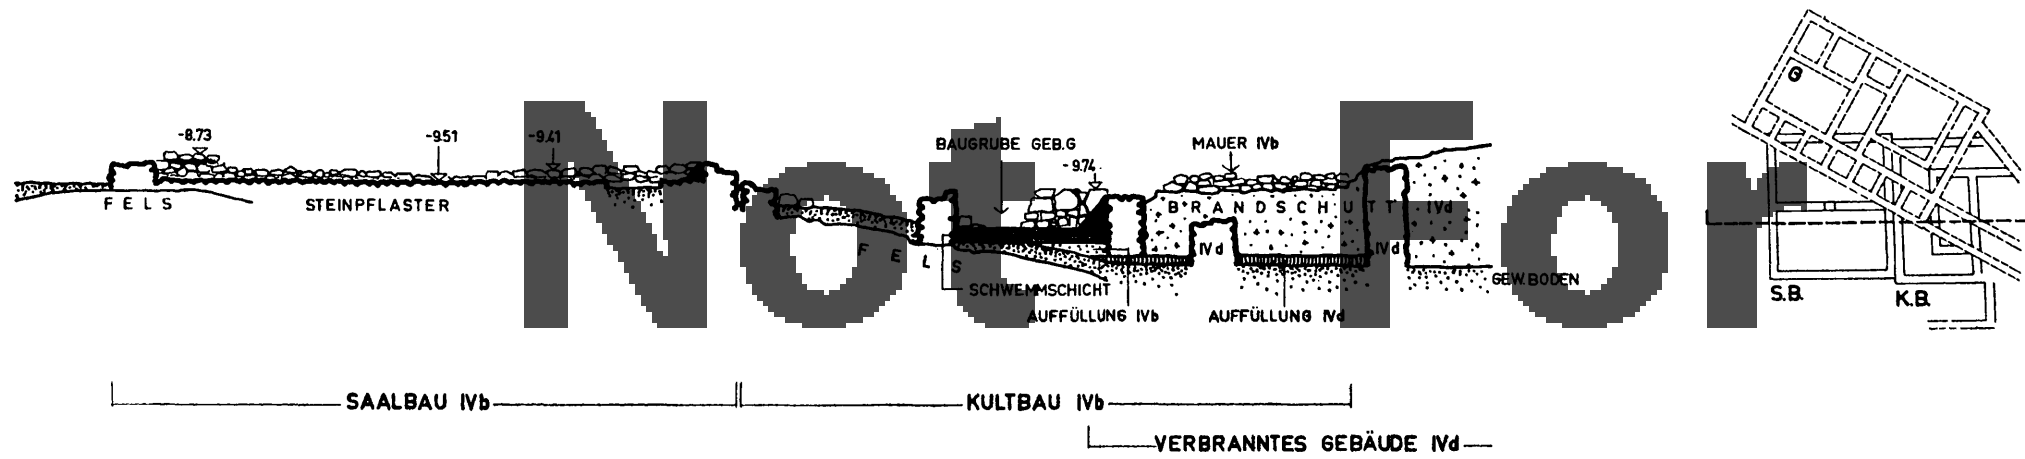 -8.73
-9.51
-9.41
BAUGRUBE GEB.G
-9.74
MAUER IVb
G
FELS
STEINPFLASTER
BRANDSCHUTT IVd
IVd
IVd
FELS
SCHWEMMSCHICHT
GEW.BODEN
AUFFÜLLUNG IVb
AUFFÜLLUNG IVd
S.B.
K.B.
Not For
SAALBAU IVb
KULTBAU IVb
VERBRANNTES GEBÄUDE IVd